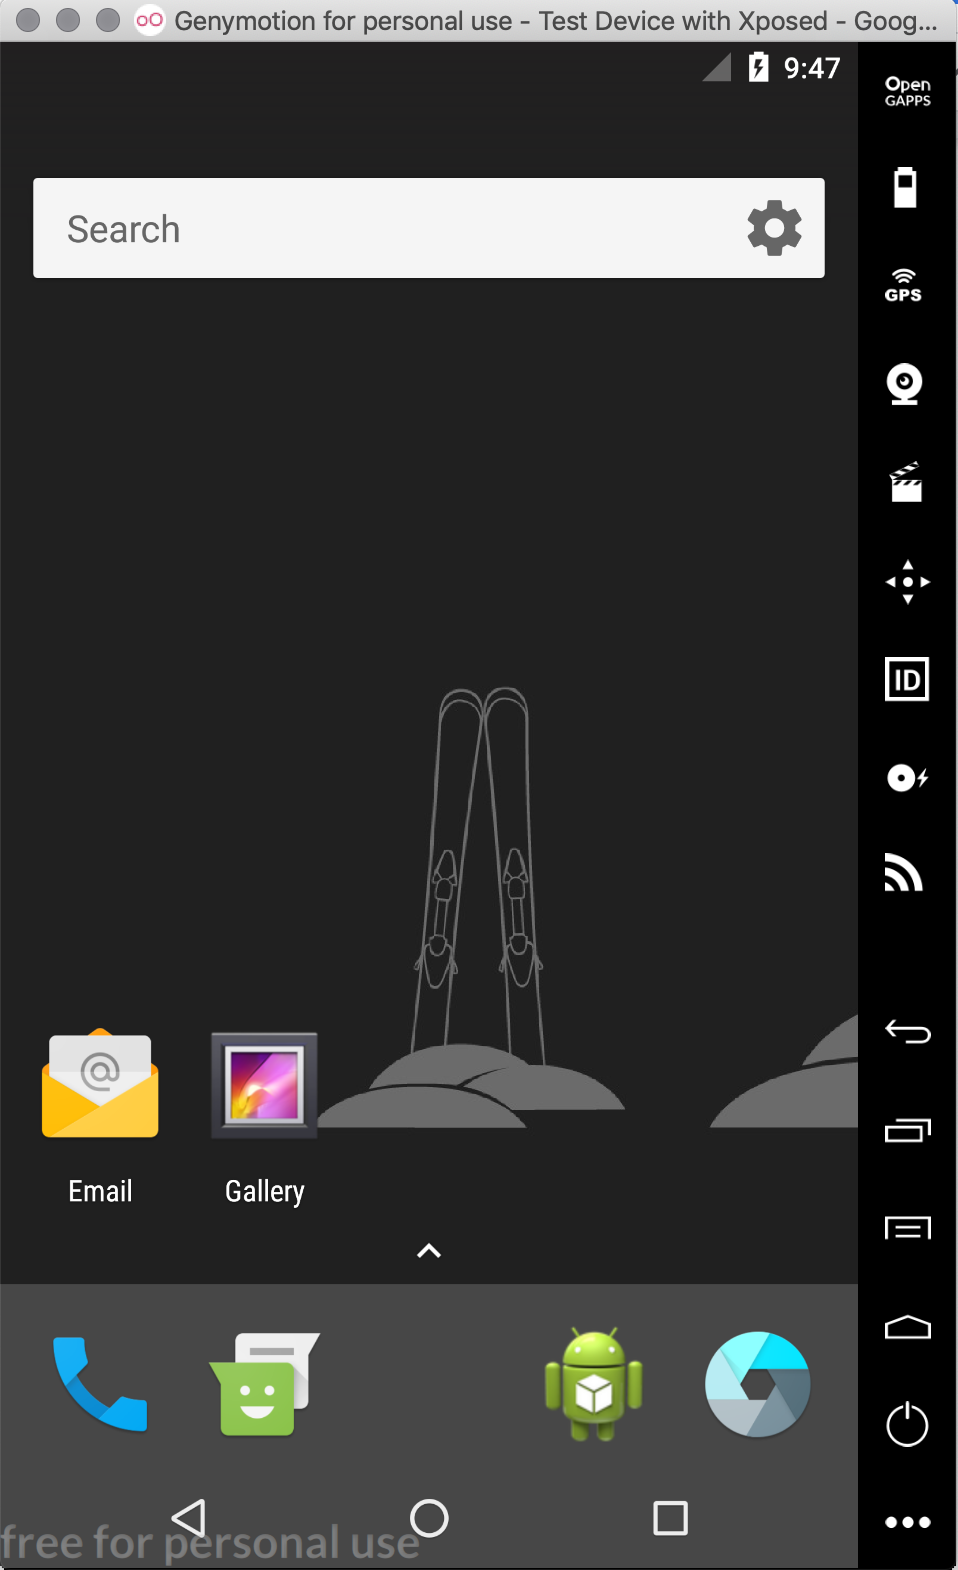 Genymotion for personal use - Test Device with Xposed - Goog...
9:47
Open
GAPPS
Search
GPS
ID
@
Email
Gallery
free for personal use